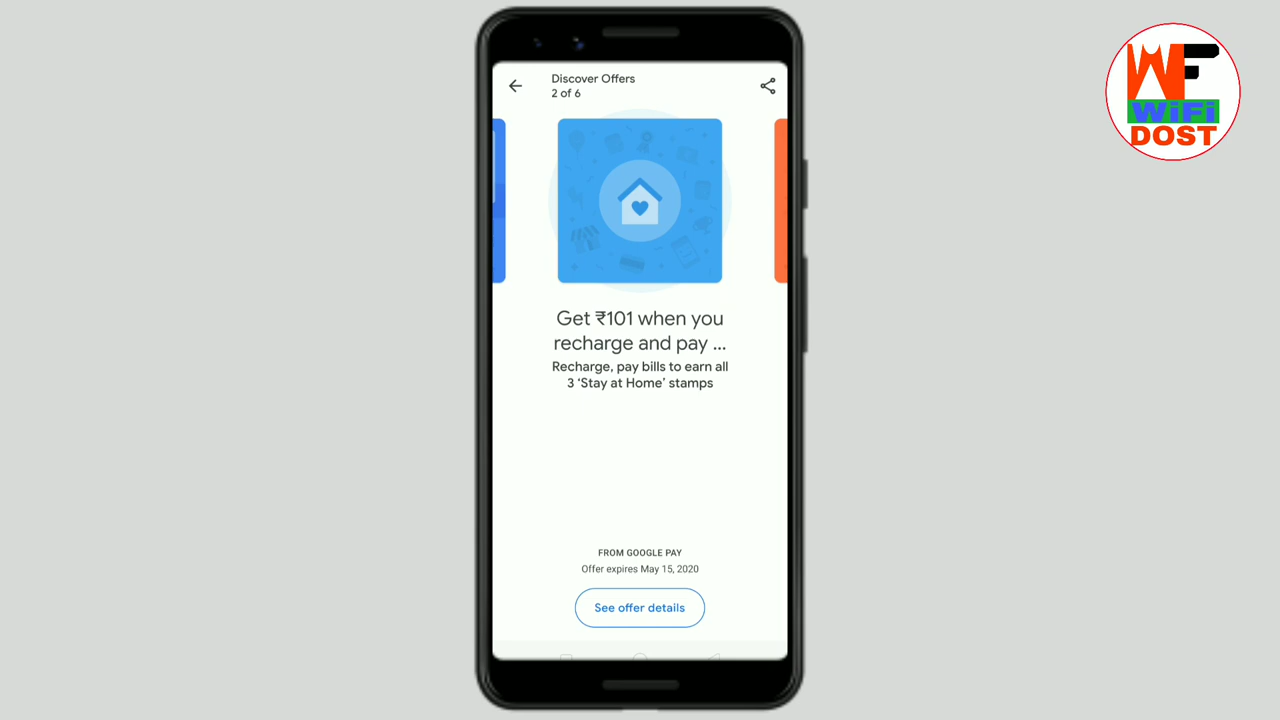 Discover Offers
2 of 6
Get ₹101 when you
recharge and pay ...
Recharge, pay bills to earn all
3 ‘Stay at Home’ stamps
FROM GOOGLE PAY
Offer expires May 15, 2020
See offer details
WF
WiFi
DOST